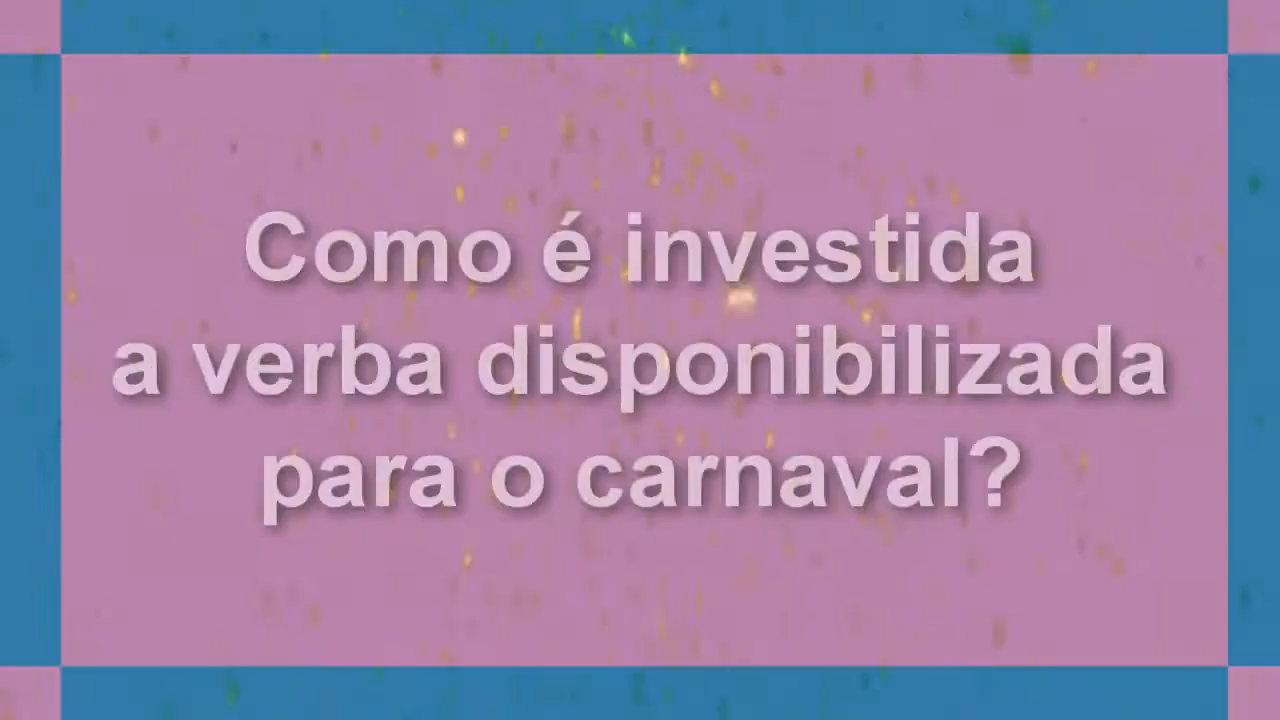 Como é investida
a verba disponibilizada
para o carnaval?